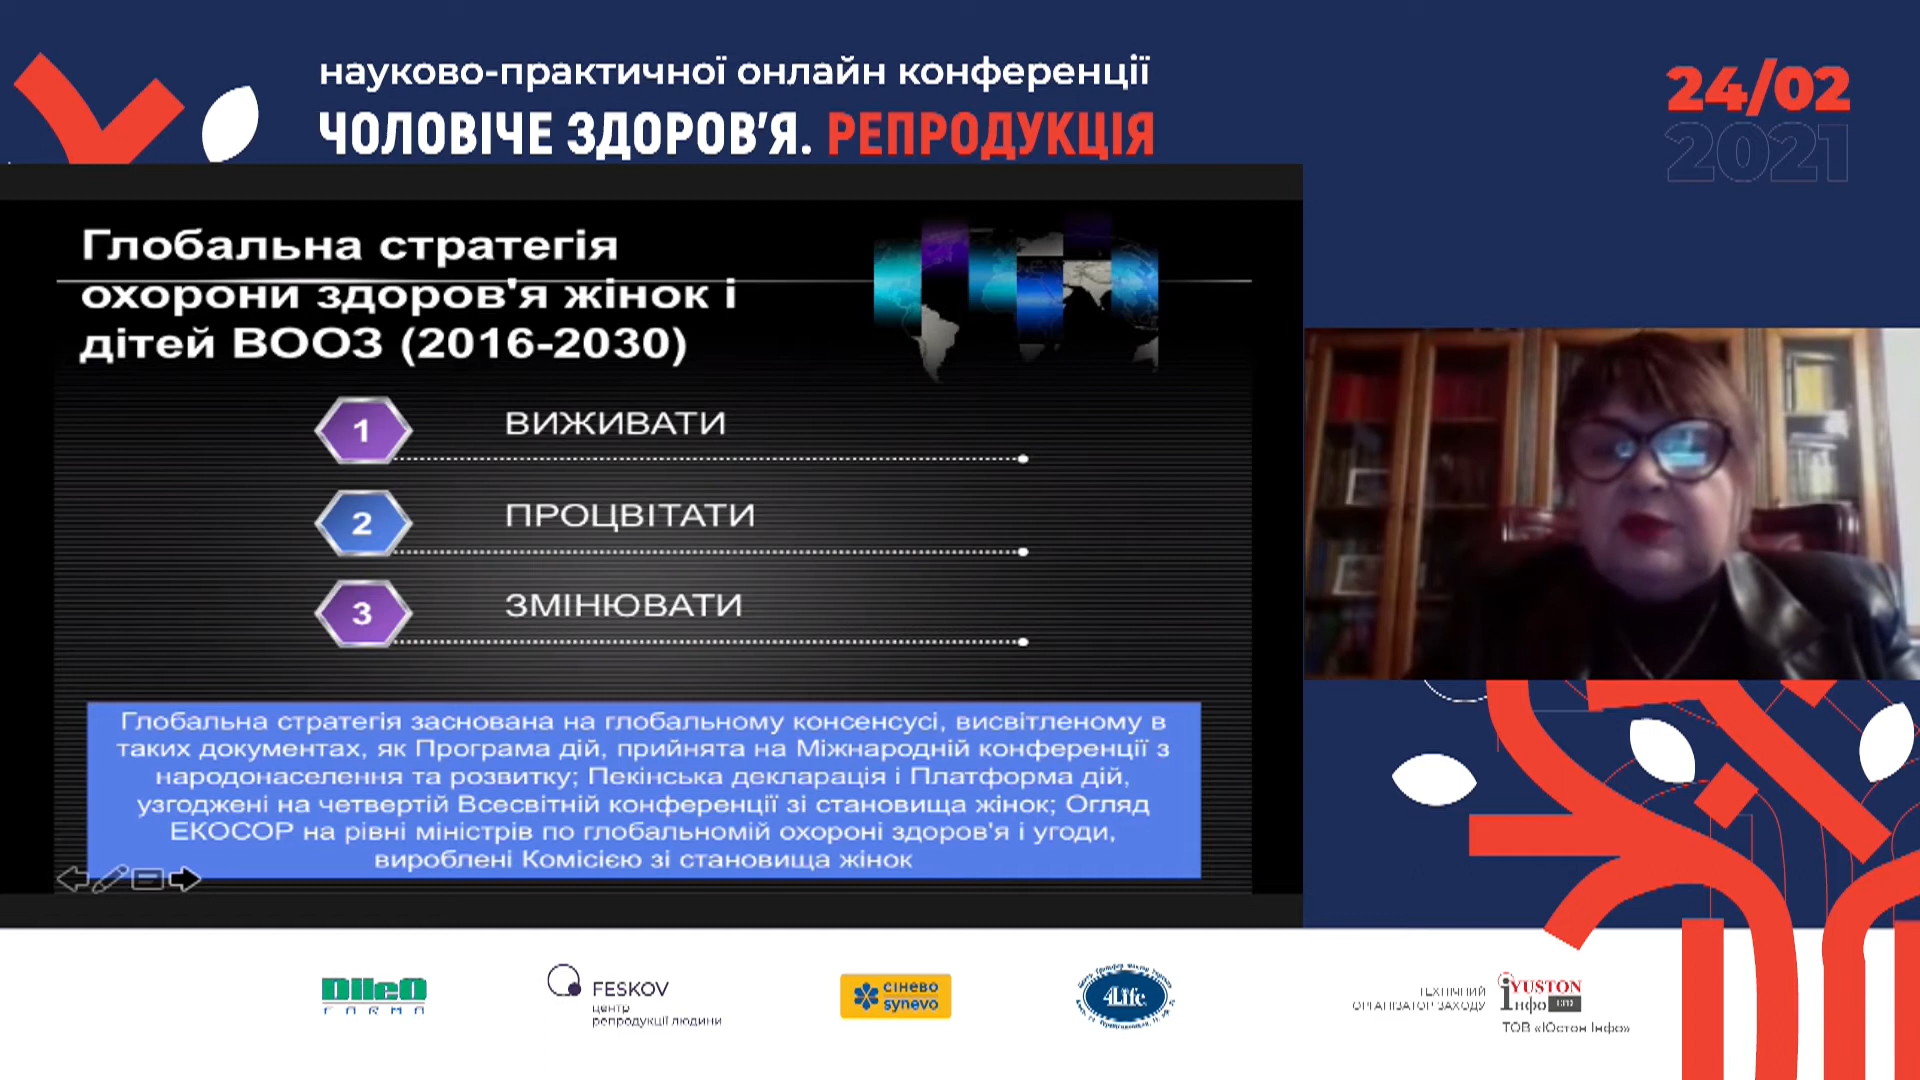 науково-практичної онлайн конференції
ЧОЛОВІЧЕ ЗДОРОВ'Я. РЕПРОДУКЦІЯ
24/02
2021
Глобальна стратегія
охорони здоров'я жінок і
дітей ВООЗ (2016-2030)
1 ВИЖИВАТИ
2 ПРОЦВІТАТИ
3 ЗМІНЮВАТИ
Глобальна стратегія заснована на глобальному консенсусі, висвітленому в
таких документах, як Програма дій, прийнята на Міжнародній конференції з
народонаселення та розвитку; Пекінська декларація і Платформа дій,
узгоджені на четвертій Всесвітній конференції зі становища жінок; Огляд
ЕКОСОР на рівні міністрів по глобальномій охороні здоров'я і угоди,
вироблені Комісією зі становища жінок
FARMA
FESKOV
центр
репродукції людини
сінево
synevo
4Life
ТЕХНІЧНИЙ
ОРГАНІЗАТОР ЗАХОДУ
YUSTON
інфо
ТОВ «Юстон Інфо»